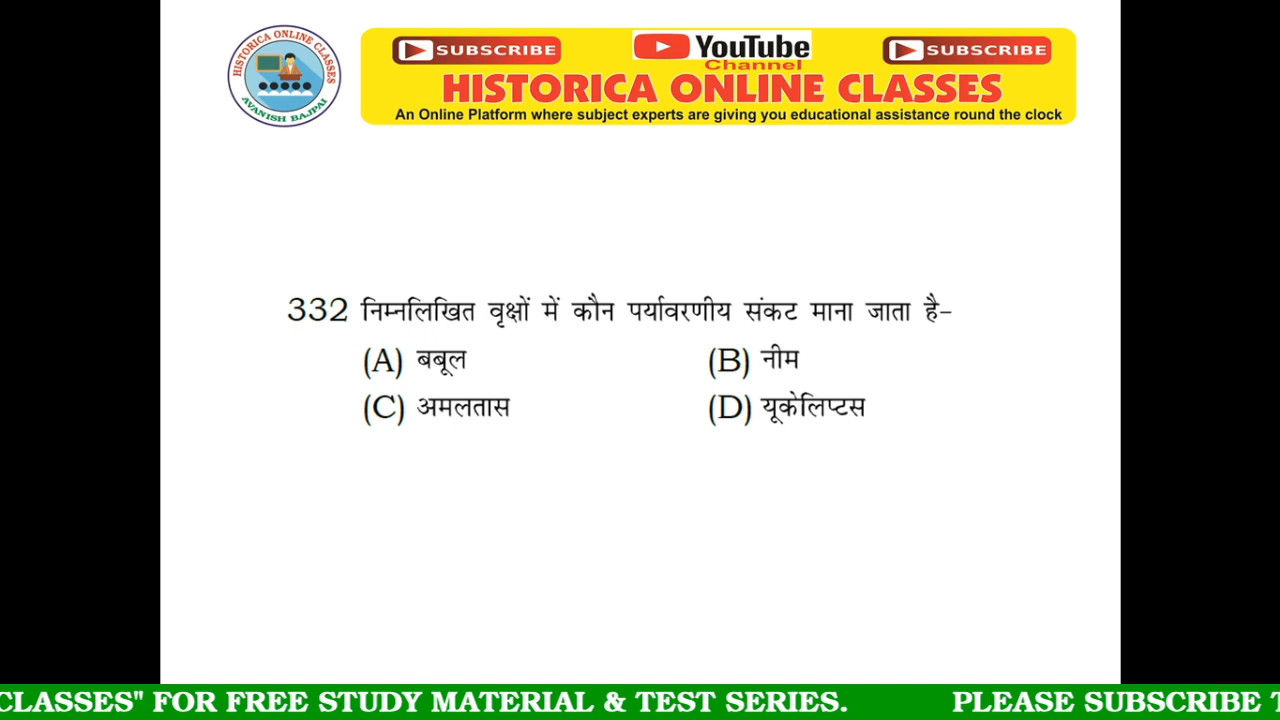 HISTORICA ONLINE CLASSES
AVANISH BAJPAI
SUBSCRIBE
YouTube
SUBSCRIBE
Channel
HISTORICA ONLINE CLASSES
An Online Platform where subject experts are giving you educational assistance round the clock
332 निम्नलिखित वृक्षों में कौन पर्यावरणीय संकट माना जाता है-
(A) बबूल (B) नीम
(C) अमलतास (D) यूकेलिप्टस
CLASSES" FOR FREE STUDY MATERIAL & TEST SERIES. PLEASE SUBSCRIBE T